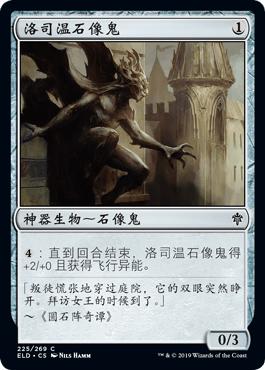 洛司温石像鬼 1
神器生物～石像鬼
4：直到回合结束，洛司温石像鬼得
+2/+0且获得飞行异能。
「叛徒慌张地穿过庭院，它的双眼突然睁
开。拜访女王的时候到了。」
～《圆石阵奇谭》
0/3
225/269 C
ELD • CS NILS HAMM
™ & © 2019 Wizards of the Coast